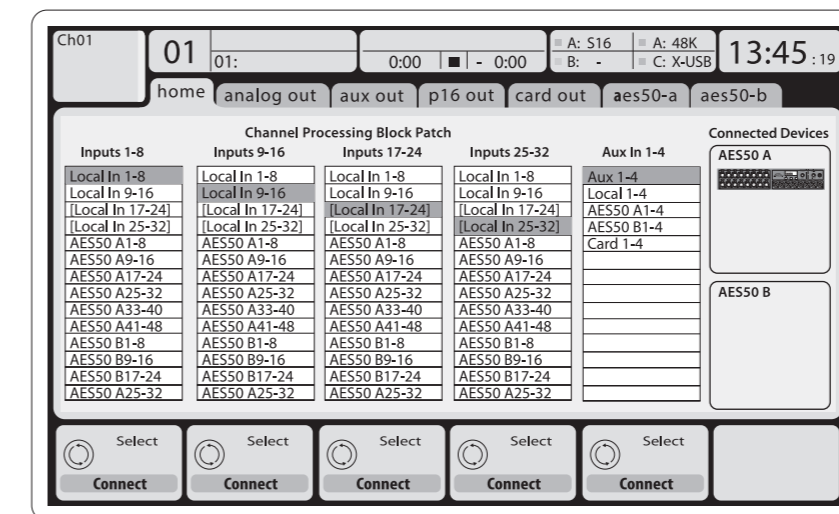 Ch01
01
01:
0:00 - 0:00
A: S16
B: -
A: 48K
C: X-USB
13:45 :19
home analog out aux out p16 out card out aes50-a aes50-b
Channel Processing Block Patch
Connected Devices
Inputs 1-8 Inputs 9-16 Inputs 17-24 Inputs 25-32 Aux In 1-4
AES50 A
Local In 1-8 Local In 1-8 Local In 1-8 Local In 1-8 Aux 1-4
Local In 9-16 Local In 9-16 Local In 9-16 Local In 9-16 Local 1-4
[Local In 17-24] [Local In 17-24] [Local In 17-24] [Local In 17-24] AES50 A1-4
[Local In 25-32] [Local In 25-32] [Local In 25-32] [Local In 25-32] AES50 B1-4
AES50 A1-8 AES50 A1-8 AES50 A1-8 AES50 A1-8 Card 1-4
AES50 A9-16 AES50 A9-16 AES50 A9-16 AES50 A9-16
AES50 A17-24 AES50 A17-24 AES50 A17-24 AES50 A17-24
AES50 A25-32 AES50 A25-32 AES50 A25-32 AES50 A25-32
AES50 B
AES50 A33-40 AES50 A33-40 AES50 A33-40 AES50 A33-40
AES50 A41-48 AES50 A41-48 AES50 A41-48 AES50 A41-48
AES50 B1-8 AES50 B1-8 AES50 B1-8 AES50 B1-8
AES50 B9-16 AES50 B9-16 AES50 B9-16 AES50 B9-16
AES50 B17-24 AES50 B17-24 AES50 B17-24 AES50 B17-24
AES50 A25-32 AES50 A25-32 AES50 A25-32 AES50 A25-32
Select Select Select Select Select
Connect Connect Connect Connect Connect